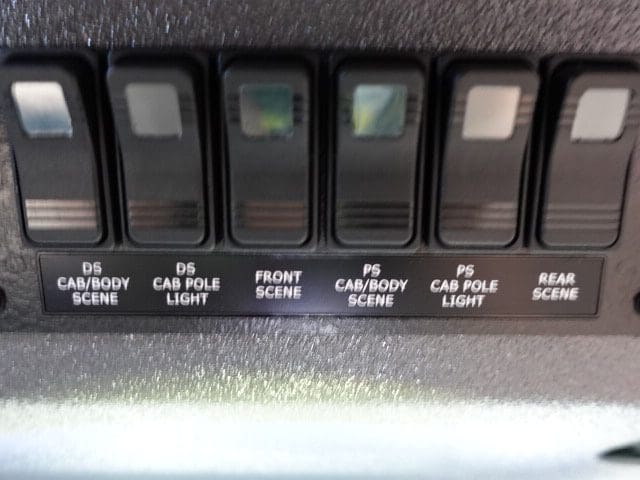 DS
CAB/BODY
SCENE
DS
CAB POLE
LIGHT
FRONT
SCENE
PS
CAB/BODY
SCENE
PS
CAB POLE
LIGHT
REAR
SCENE